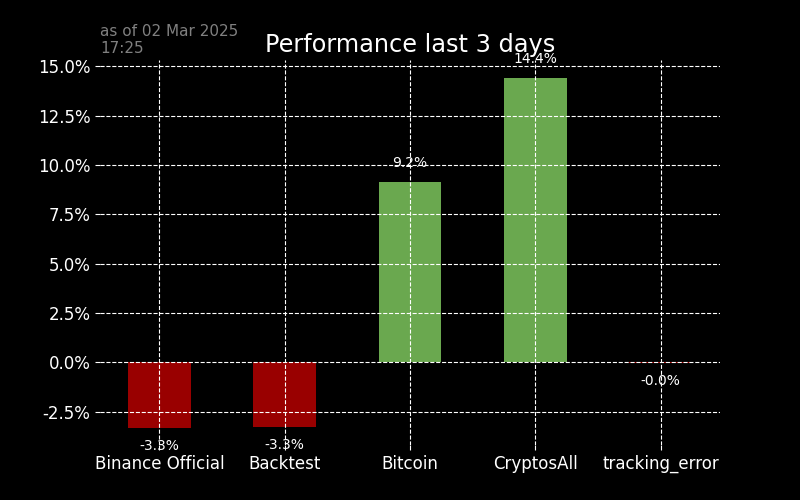 as of 02 Mar 2025
17:25
Performance last 3 days
15.0%
12.5%
10.0%
7.5%
5.0%
2.5%
0.0%
-2.5%
14.4%
9.2%
-0.0%
-3.3%
-3.3%
Binance Official
Backtest
Bitcoin
CryptosAll
tracking_error